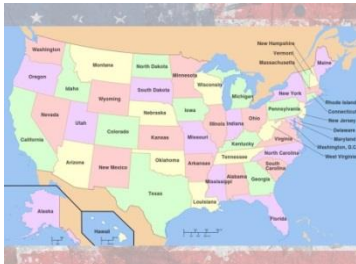 Washington
Montana
North Dakota
Minnesota
Oregon
Idaho
Wyoming
South Dakota
Wisconsin
Michigan
New Hampshire
Vermont
Massachusetts
Maine
New York
Rhode Island
Connecticut
New Jersey
Delaware
Maryland
Washington, D.C.
West Virginia
Nevada
Utah
Colorado
Nebraska
Iowa
Illinois
Indiana
Ohio
Pennsylvania
California
Kansas
Missouri
Kentucky
Virginia
Arizona
New Mexico
Oklahoma
Arkansas
Tennessee
North Carolina
South Carolina
Texas
Louisiana
Mississippi
Alabama
Georgia
Florida
Alaska
Hawaii